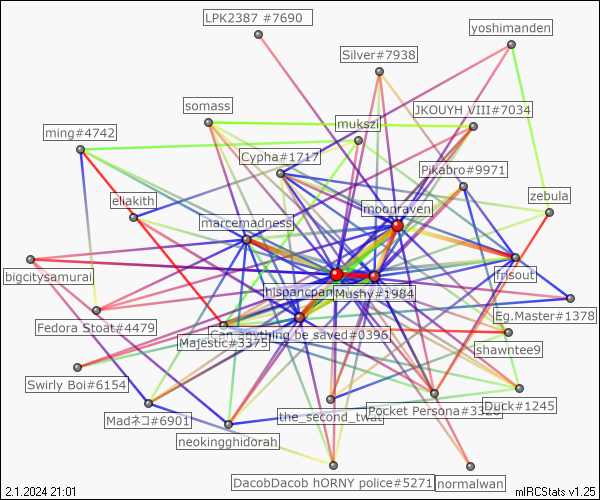 LPK2387 #7690
yoshimanden
Silver#7938
somass
JKOUYH VIII#7034
mukszi
ming#4742
Cypha#1717
Pikabro#9971
eliakith
zebula
moonraven
marcemadness
bigcitysamurai
frisout
hispancpan
Mushy#1984
Eg.Master#1378
Fedora Stoat#4479
Can anything be saved#0396
Majestic#3375
shawntee9
Swirly Boi#6154
Duck#1245
Pocket Persona#3326
Madネコ#6901
the_second_twat
neokingghidorah
DacobDacob hORNY police#5271
normalwan
2.1.2024 21:01
mIRCStats v1.25